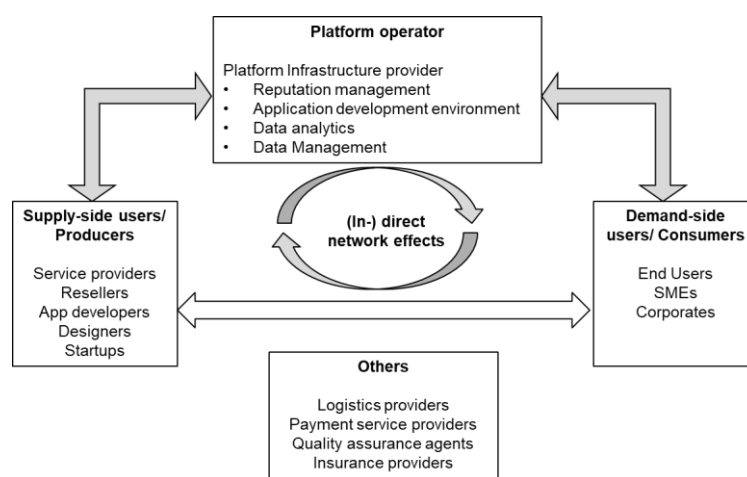 Platform operator
Platform Infrastructure provider
• Reputation management
• Application development environment
• Data analytics
• Data Management
Supply-side users/
Producers
Service providers
Resellers
App developers
Designers
Startups
(In-) direct
network effects
Demand-side
users/ Consumers
End Users
SMEs
Corporates
Others
Logistics providers
Payment service providers
Quality assurance agents
Insurance providers